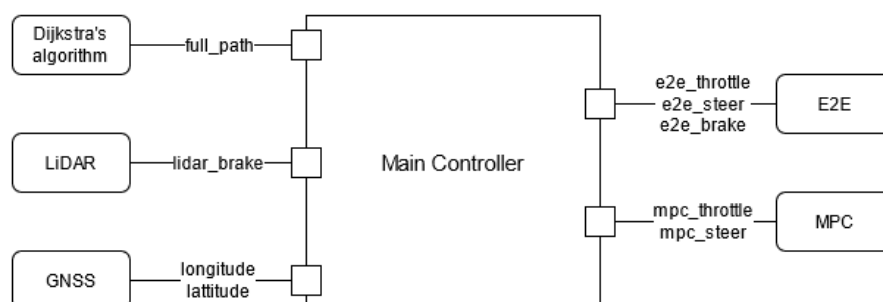 Dijkstra's
algorithm
full_path
LiDAR
lidar_brake
GNSS
longitude
lattitude
Main Controller
e2e_throttle
e2e_steer
e2e_brake
E2E
mpc_throttle
mpc_steer
MPC